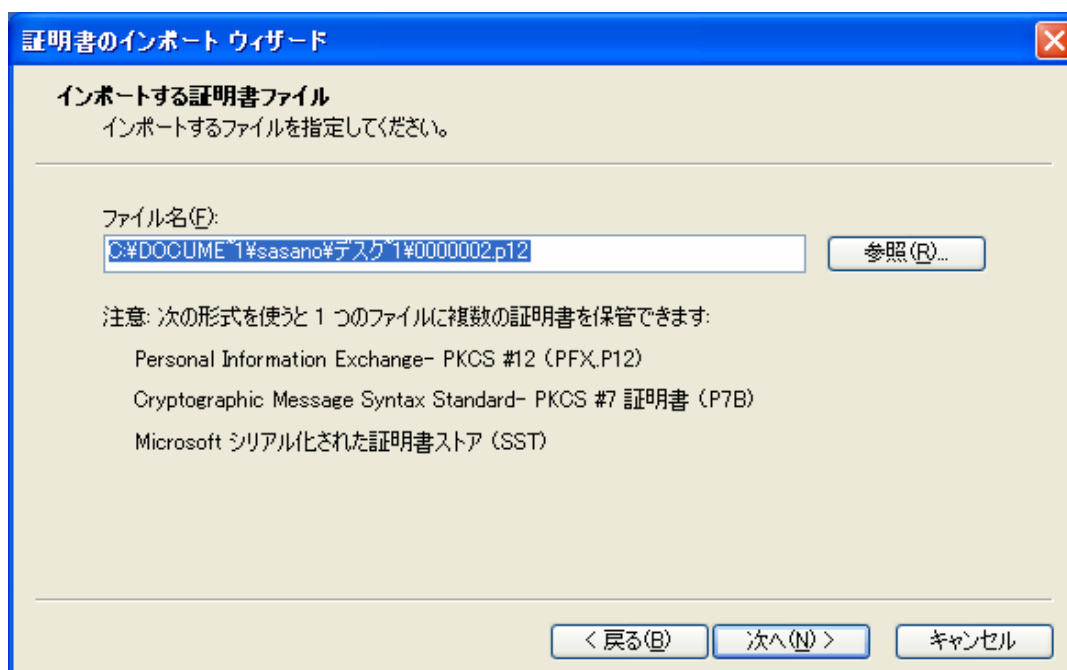 証明書のインポート ウィザード
インポートする証明書ファイル
インポートするファイルを指定してください。
ファイル名(F):
C:¥DOCUME~1¥sasano¥デスク~1¥0000002.p12
参照(R)...
注意: 次の形式を使うと 1 つのファイルに複数の証明書を保管できます:
Personal Information Exchange- PKCS #12 (PFX,.P12)
Cryptographic Message Syntax Standard- PKCS #7 証明書 (P7B)
Microsoft シリアル化された証明書ストア (SST)
< 戻る(B)
次へ(N) >
キャンセル